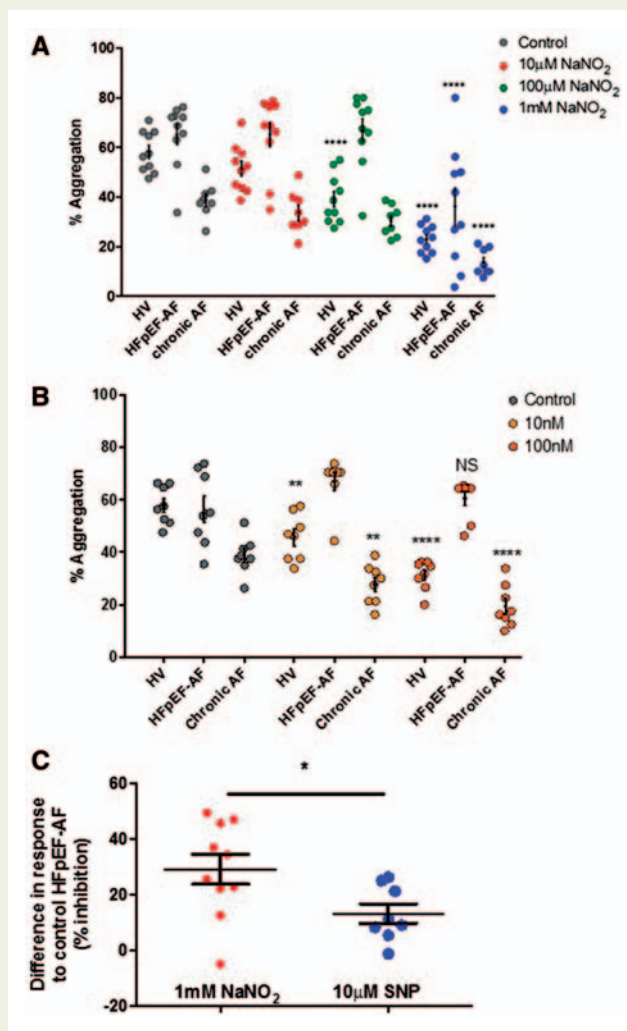 A
Control
10µM NaNO₂
100µM NaNO₂
1mM NaNO₂
% Aggregation
80
60
40
20
0
****
****
****
****
HV
HFpEF-AF
chronic AF
HV
HFpEF-AF
chronic AF
HV
HFpEF-AF
chronic AF
HV
HFpEF-AF
chronic AF
B
Control
10nM
100nM
% Aggregation
100
80
60
40
20
0
**
**
****
NS
****
HV
HFpEF-AF
Chronic AF
HV
HFpEF-AF
Chronic AF
HV
HFpEF-AF
Chronic AF
C
*
Difference in response
to control HFpEF-AF
(% inhibition)
60
40
20
0
-20
1mM NaNO₂
10µM SNP